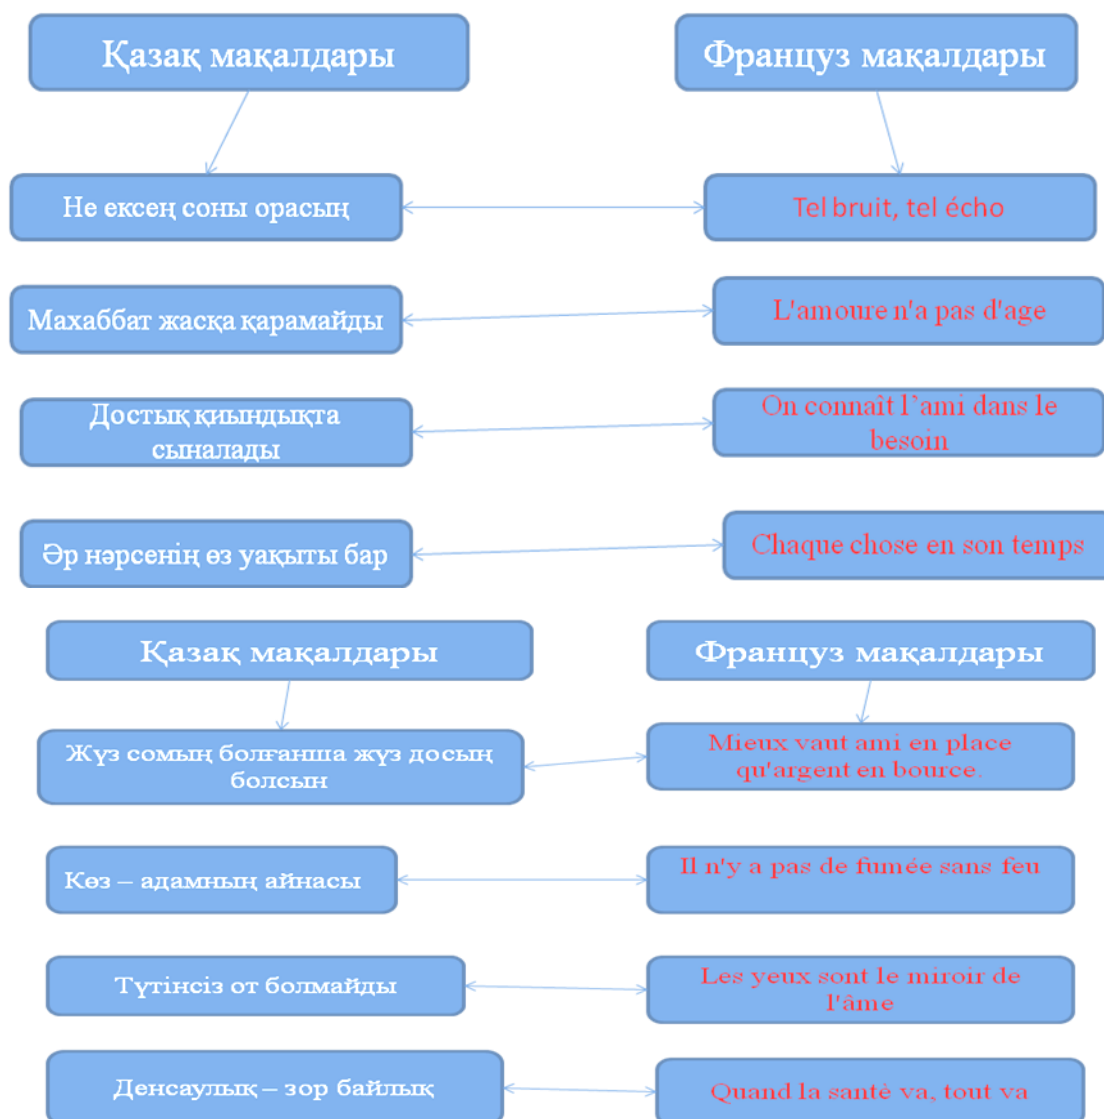 Қазақ мақалдары
Француз мақалдары
Не ексең соны орасың
Tel bruit, tel écho
Махаббат жасқа қарамайды
L'amoure n'a pas d'age
Достық қиындықта
сыналады
On connaît l’ami dans le
besoin
Әр нәрсенің өз уақыты бар
Chaque chose en son temps
Қазақ мақалдары
Француз мақалдары
Жүз сомың болғанша жүз досың
болсын
Mieux vaut ami en place
qu'argent en bource.
Көз – адамның айнасы
Il n'y a pas de fumée sans feu
Түтінсіз от болмайды
Les yeux sont le miroir de
l'âme
Денсаулық – зор байлық
Quand la santè va, tout va